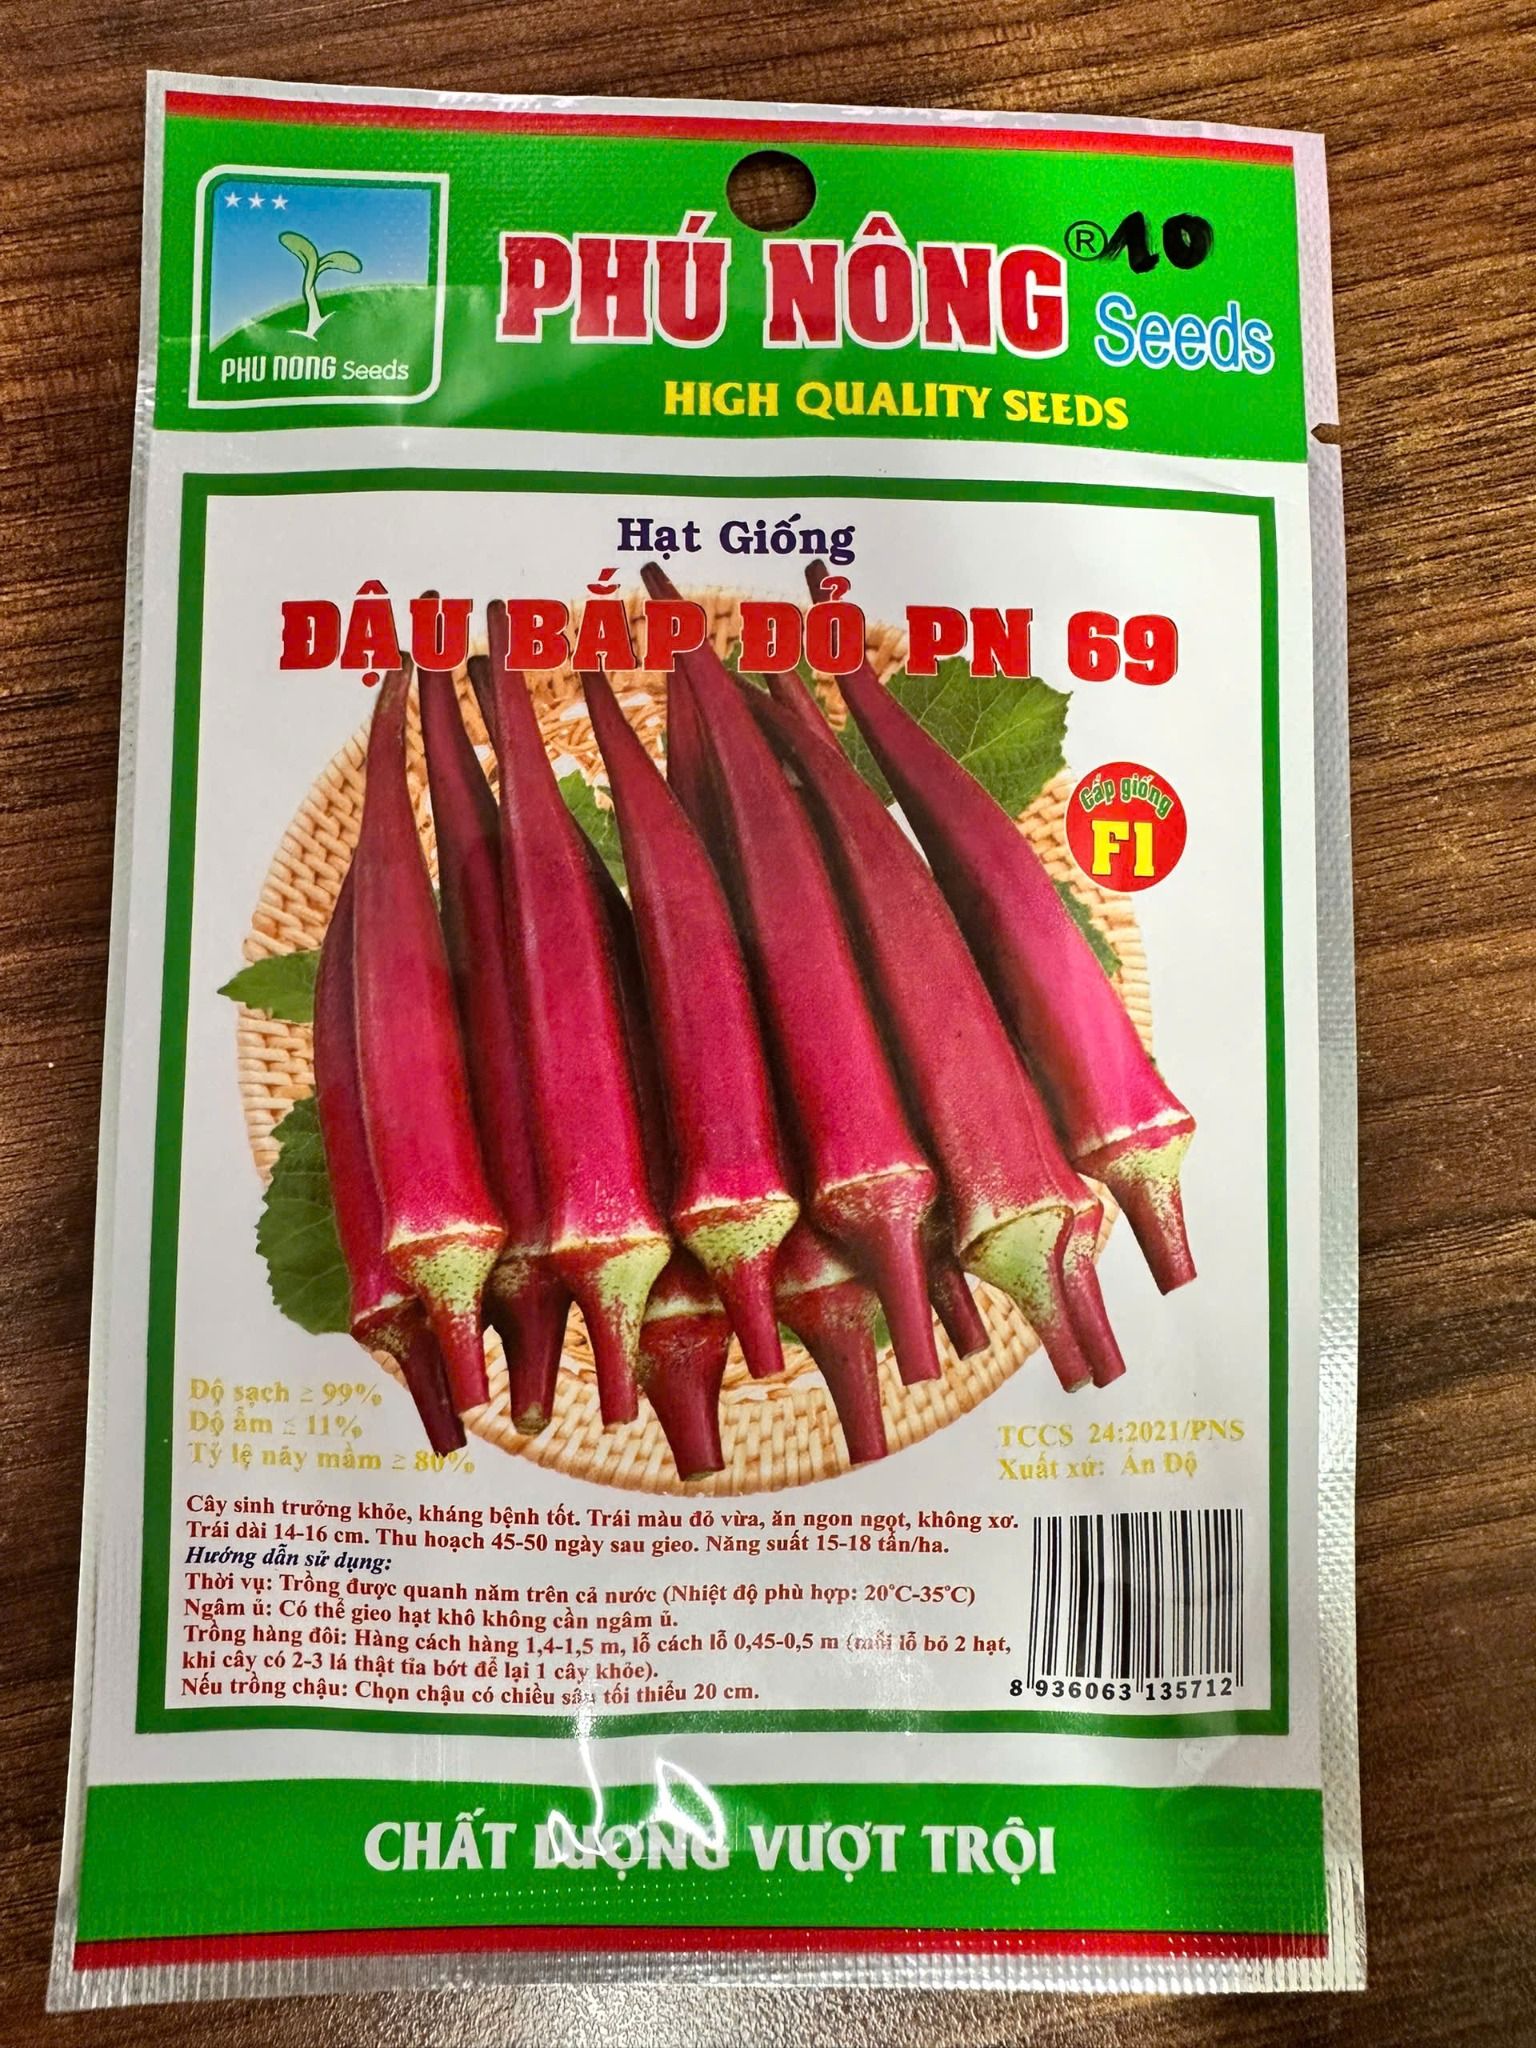 ★★★
PHU NONG Seeds
PHÚ NÔNG® 10
Seeds
HIGH QUALITY SEEDS
Hạt Giống
ĐẬU BẮP ĐỎ PN 69
Cấp giống
F1
Độ sạch ≥ 99%
Độ ẩm ≤ 11%
Tỷ lệ nảy mầm ≥ 80%
TCCS 24:2021/PNS
Xuất xứ: Ấn Độ
Cây sinh trưởng khỏe, kháng bệnh tốt. Trái màu đỏ vừa, ăn ngon ngọt, không xơ.
Trái dài 14-16 cm. Thu hoạch 45-50 ngày sau gieo. Năng suất 15-18 tấn/ha.
Hướng dẫn sử dụng:
Thời vụ: Trồng được quanh năm trên cả nước (Nhiệt độ phù hợp: 20°C-35°C)
Ngâm ủ: Có thể gieo hạt khô không cần ngâm ủ.
Trồng hàng đôi: Hàng cách hàng 1,4-1,5 m, lỗ cách lỗ 0,45-0,5 m (mỗi lỗ bỏ 2 hạt,
khi cây có 2-3 lá thật tỉa bớt để lại 1 cây khỏe).
Nếu trồng chậu: Chọn chậu có chiều sâu tối thiểu 20 cm.
8 936063 135712
CHẤT LƯỢNG VƯỢT TRỘI